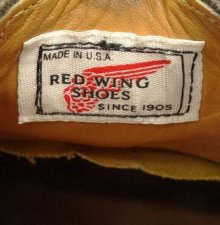 MADE IN U.S.A.
RED WING
SHOES
SINCE 1905